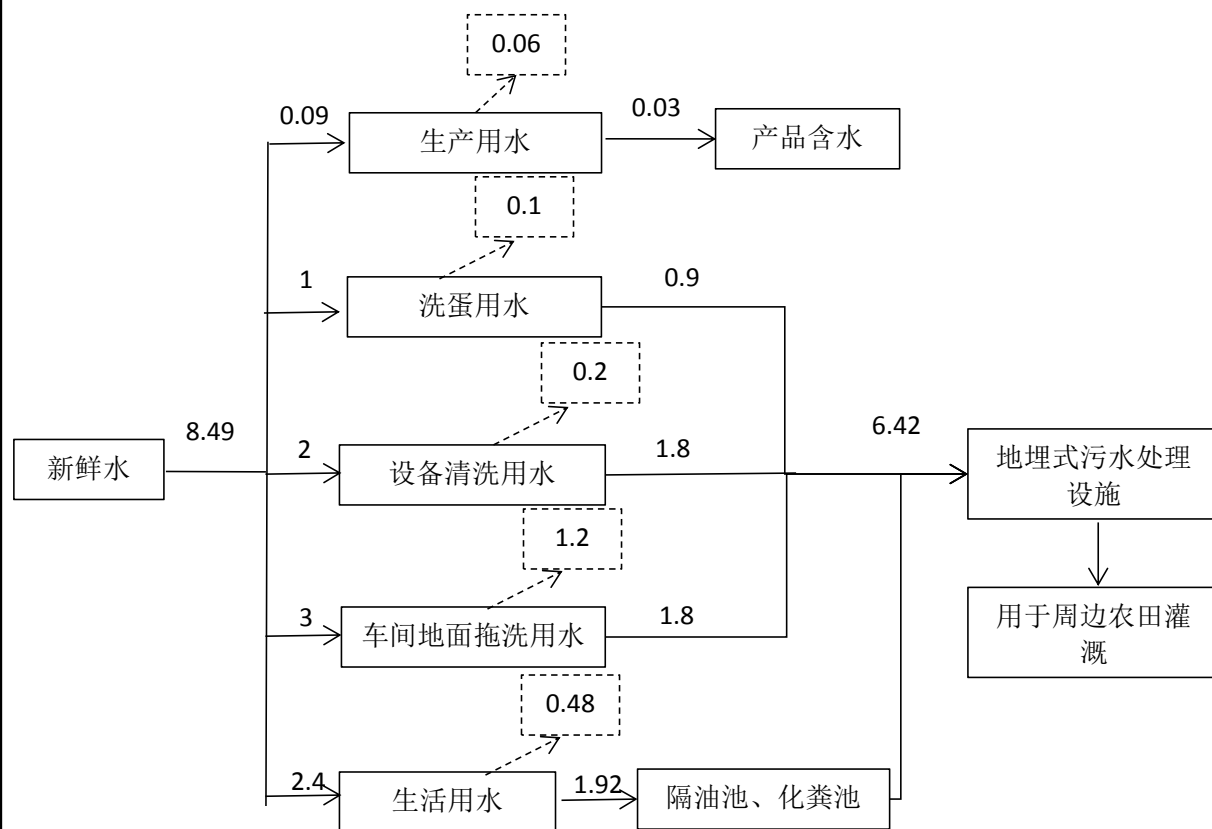 0.06
0.09
生产用水
0.03
产品含水
0.1
1
洗蛋用水
0.9
0.2
新鲜水
8.49
2
设备清洗用水
1.8
6.42
地埋式污水处理
设施
1.2
3
车间地面拖洗用水
1.8
用于周边农田灌
溉
0.48
2.4
生活用水
1.92
隔油池、化粪池